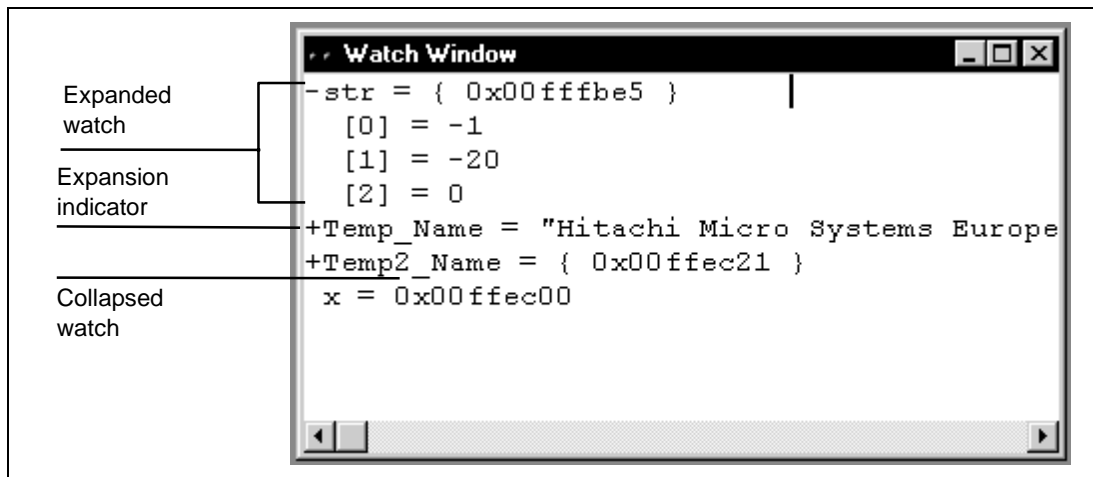 Watch Window
Expanded
watch
Expansion
indicator
Collapsed
watch
-str = { 0x00fffbe5 }
[0] = -1
[1] = -20
[2] = 0
+Temp_Name = "Hitachi Micro Systems Europe
+Temp2_Name = { 0x00ffec21 }
x = 0x00ffec00